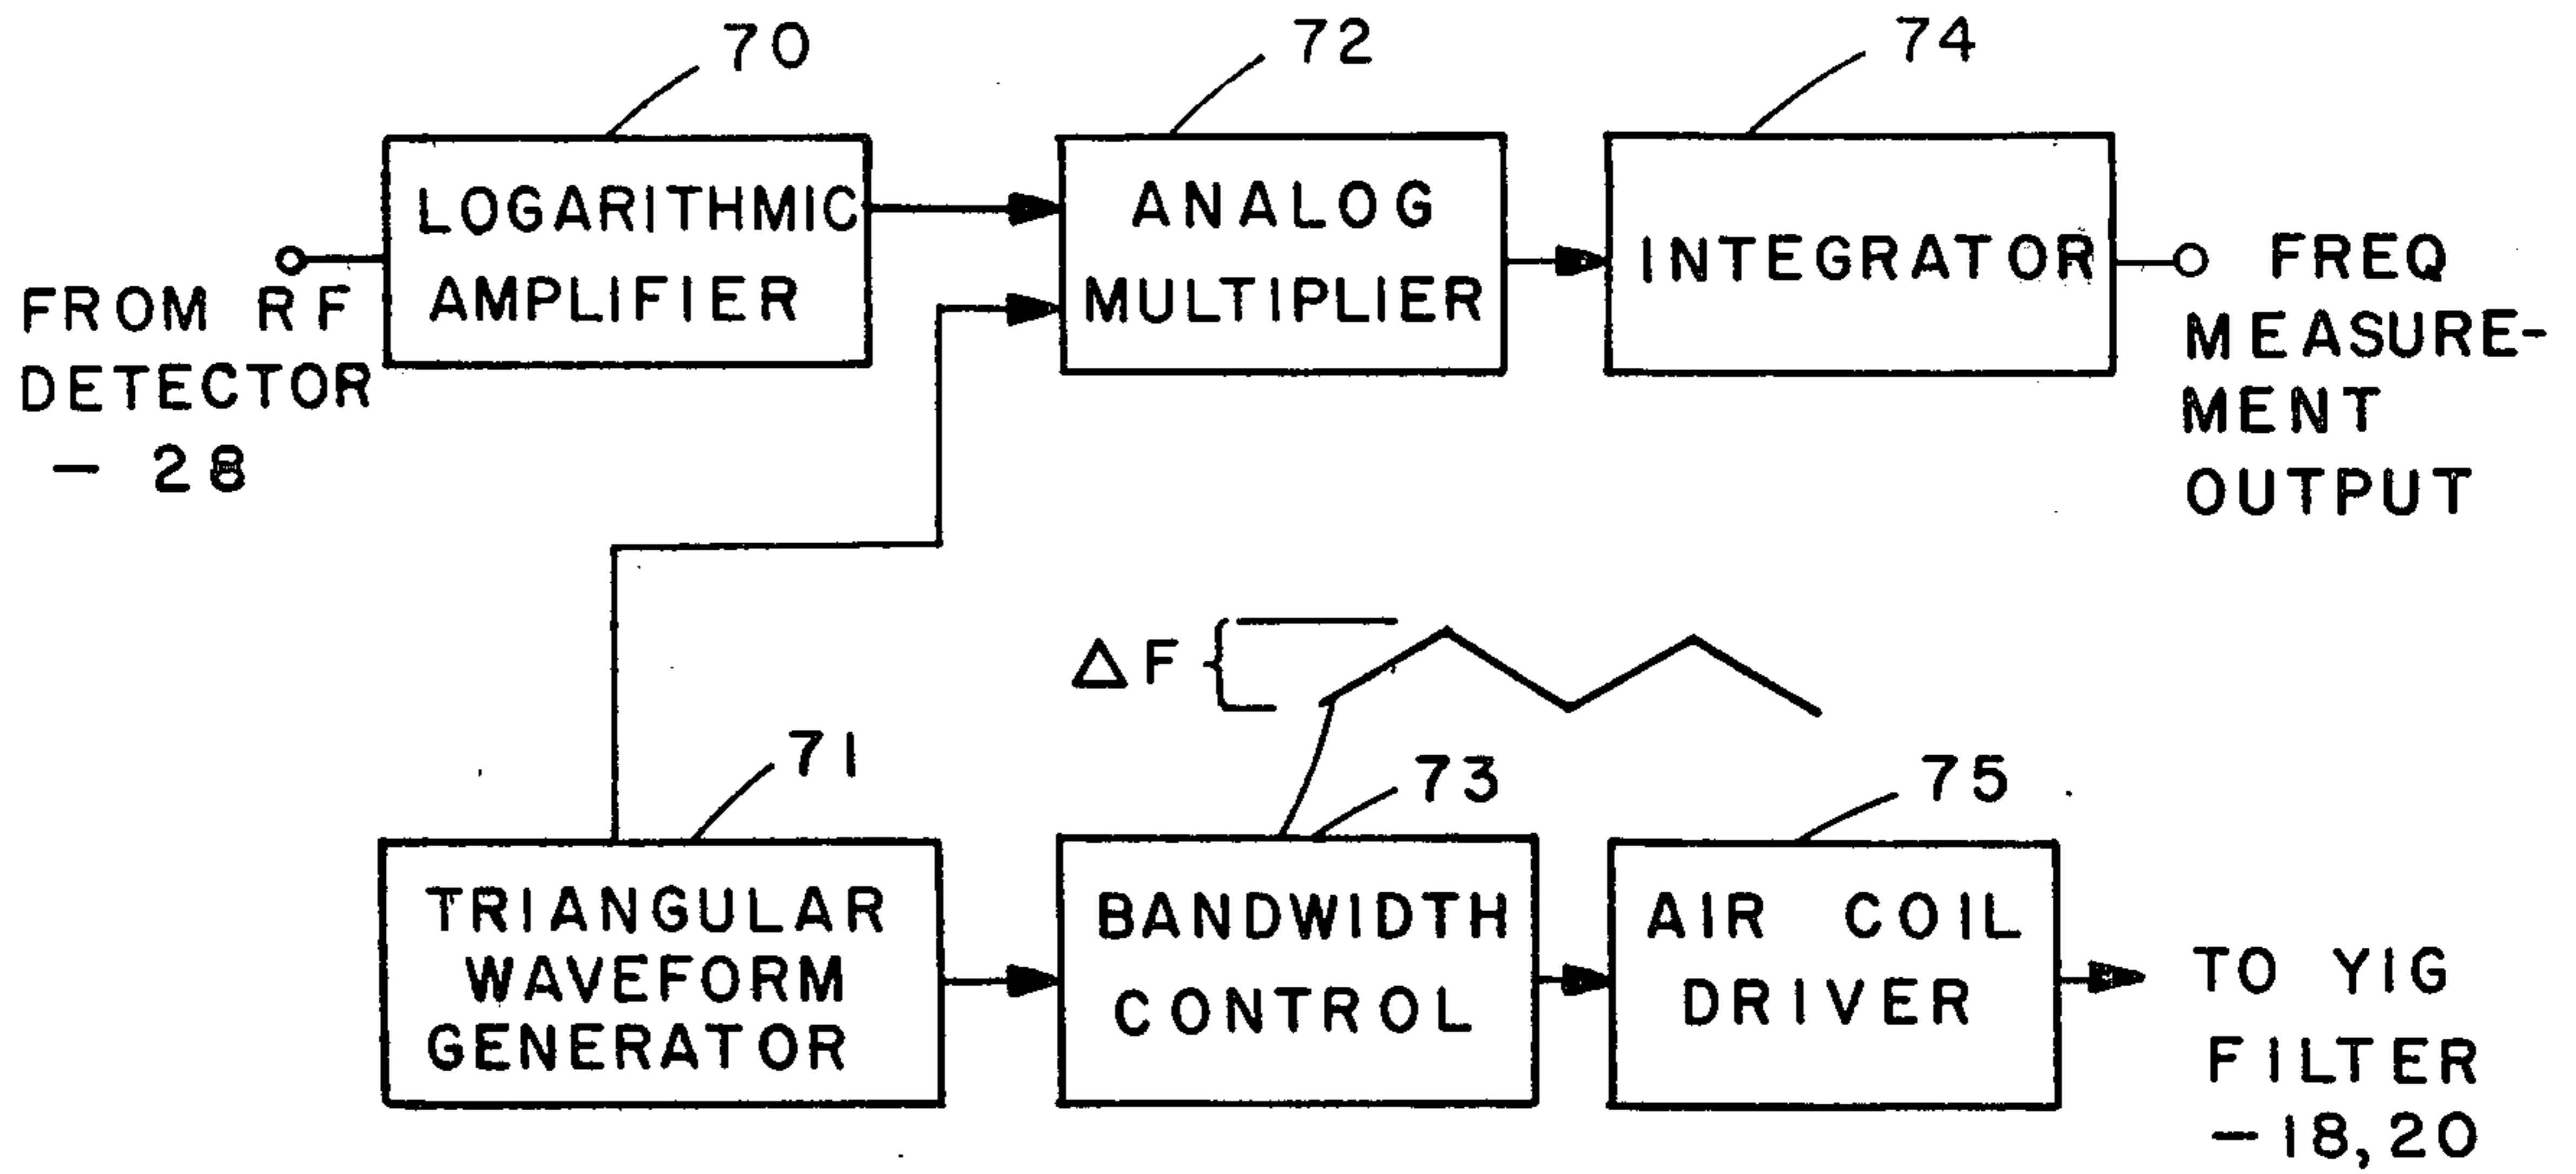 70
72
74
LOGARITHMIC
AMPLIFIER
ANALOG
MULTIPLIER
INTEGRATOR
FROM RF
DETECTOR
- 28
FREQ
MEASURE-
MENT
OUTPUT
ΔF
71
73
75
TRIANGULAR
WAVEFORM
GENERATOR
BANDWIDTH
CONTROL
AIR COIL
DRIVER
TO YIG
FILTER
-18,20